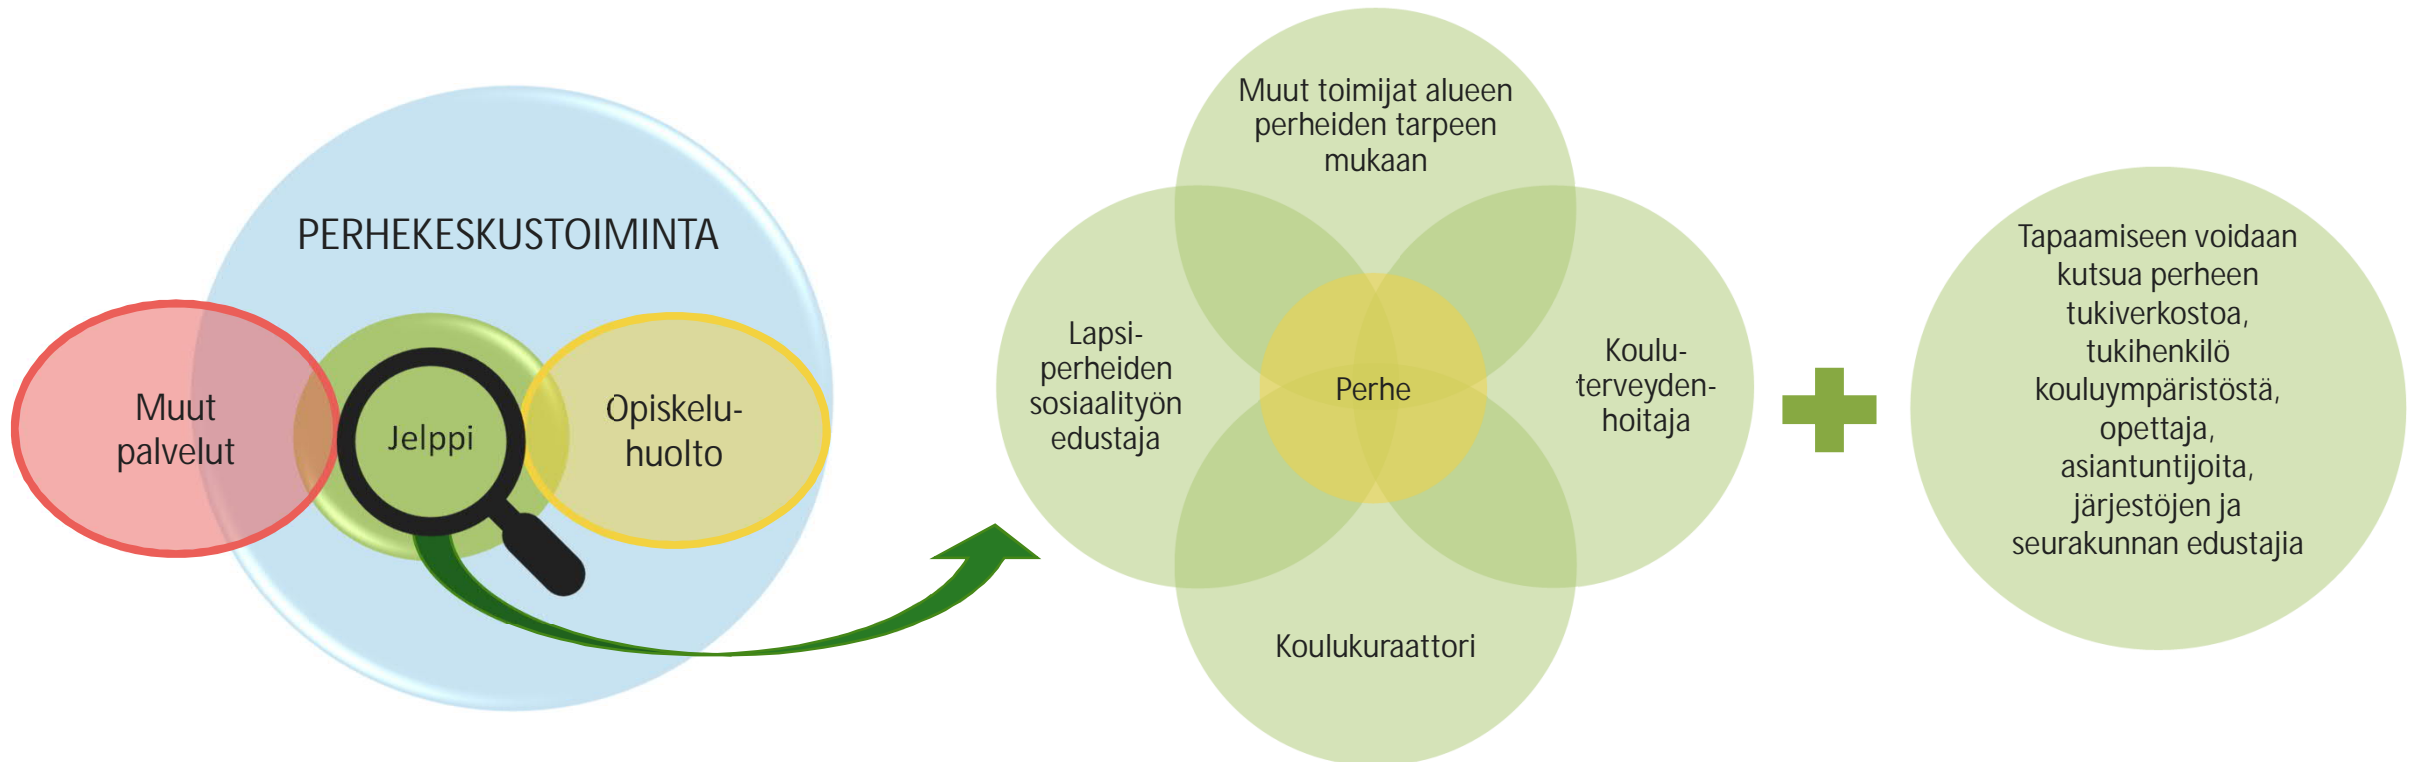 PERHEKESKUSTOIMINTA
Muut
palvelut
Jelppi
Opiskelu-
huolto
Muut toimijat alueen
perheiden tarpeen
mukaan
Lapsi-
perheiden
sosiaalityön
edustaja
Perhe
Koulu-
terveyden-
hoitaja
Koulukuraattori
Tapaamiseen voidaan
kutsua perheen
tukiverkostoa,
tukihenkilö
kouluympäristöstä,
opettaja,
asiantuntijoita,
järjestöjen ja
seurakunnan edustajia